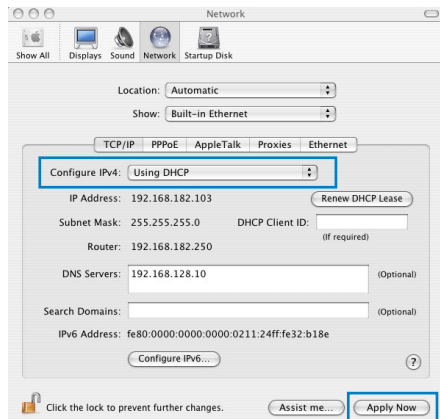 Network
Show All Displays Sound Network Startup Disk
Location: Automatic
Show: Built-in Ethernet
TCP/IP PPPoE AppleTalk Proxies Ethernet
Configure IPv4: Using DHCP
IP Address: 192.168.182.103 Renew DHCP Lease
Subnet Mask: 255.255.255.0 DHCP Client ID:
(If required)
Router: 192.168.182.250
DNS Servers: 192.168.128.10 (Optional)
Search Domains: (Optional)
IPv6 Address: fe80:0000:0000:0000:0211:24ff:fe32:b18e
Configure IPv6... ?
Click the lock to prevent further changes. Assist me... Apply Now